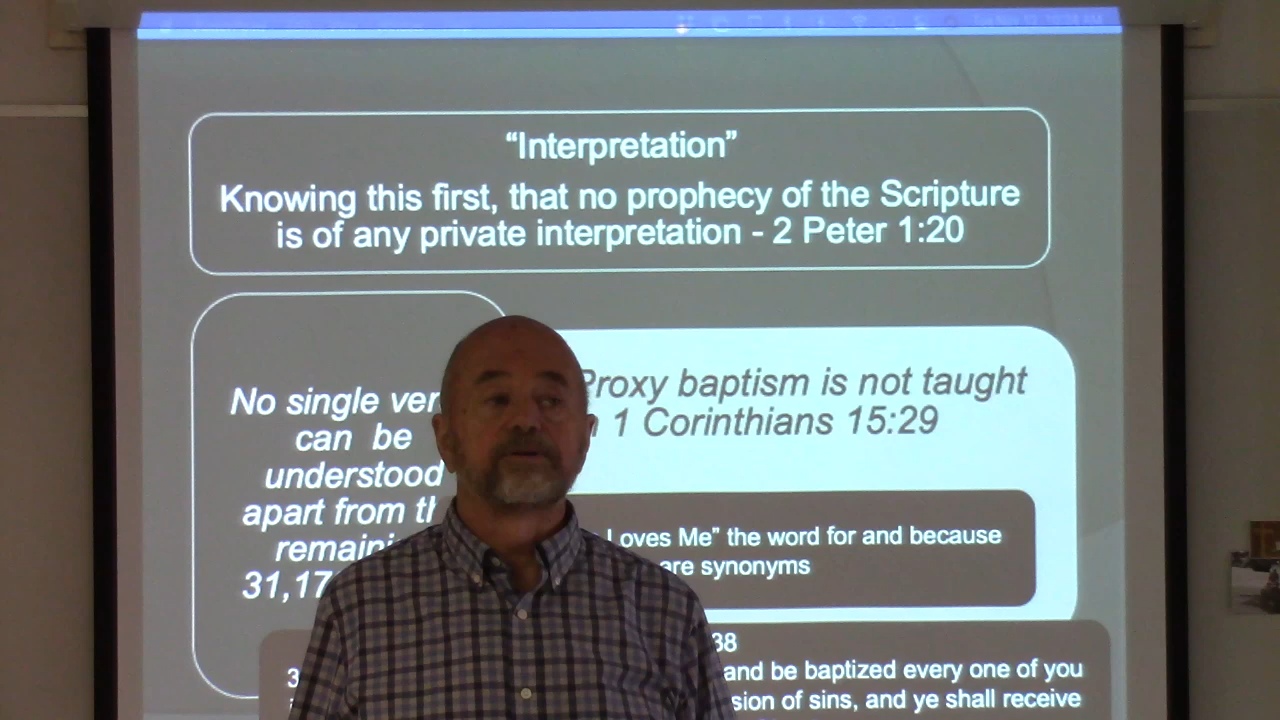 “Interpretation”
Knowing this first, that no prophecy of the Scripture
is of any private interpretation - 2 Peter 1:20
No single
can be
understood
apart from
31,17
Proxy baptism is not taught
1 Corinthians 15:29
Loves Me” the word for and because
are synonyms
38
and be baptized every one of you
sion of sins, and ye shall receive